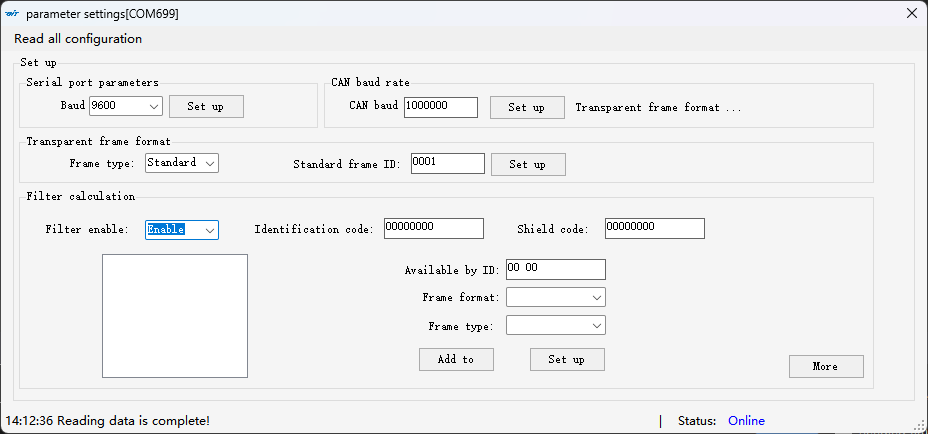 parameter settings[COM699]
Read all configuration
Set up
Serial port parameters
Baud 9600 Set up
CAN baud rate
CAN baud 1000000 Set up Transparent frame format ...
Transparent frame format
Frame type: Standard Standard frame ID: 0001 Set up
Filter calculation
Filter enable: Enable Identification code: 00000000 Shield code: 00000000
Available by ID: 00 00
Frame format:
Frame type:
Add to Set up
More
14:12:36 Reading data is complete! | Status: Online